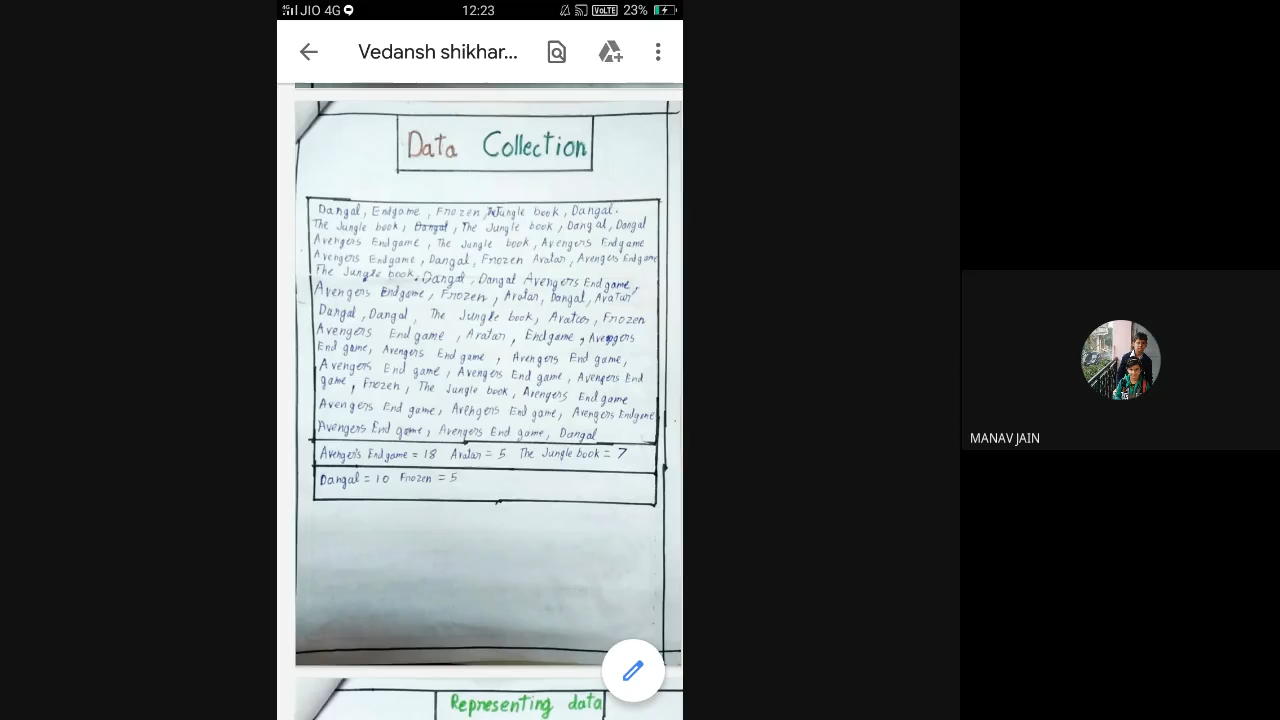 4G JIO 4G 12:23 VoLTE 23%
Vedansh shikhar...
Data Collection
Dangal, Endgame, Frozen, Jungle book, Dangal.
The Jungle book, Dangal, The Jungle book, Dangal, Dangal
Avengers Endgame, The Jungle book, Avengers Endgame
Avengers Endgame, Dangal, Frozen Avatar, Avengers Endgame
The Jungle book, Dangal, Dangal Avengers End game,
Avengers Endgame, Frozen, Avatar, Dangal, Avatar
Dangal, Dangal, The Jungle book, Avatar, Frozen
Avengers End game, Avatar, Endgame, Avengers
End game, Avengers End game, Avengers End game,
Avengers End game, Avengers End game, Avengers End
game, Frozen, The Jungle book, Avengers End game
Avengers End game, Avengers End game, Avengers Endgame
Avengers End game, Avengers End game, Dangal
Avengers Endgame = 18 Avatar = 5 The Jungle book = 7
Dangal = 10 Frozen = 5
Representing data
MANAV JAIN